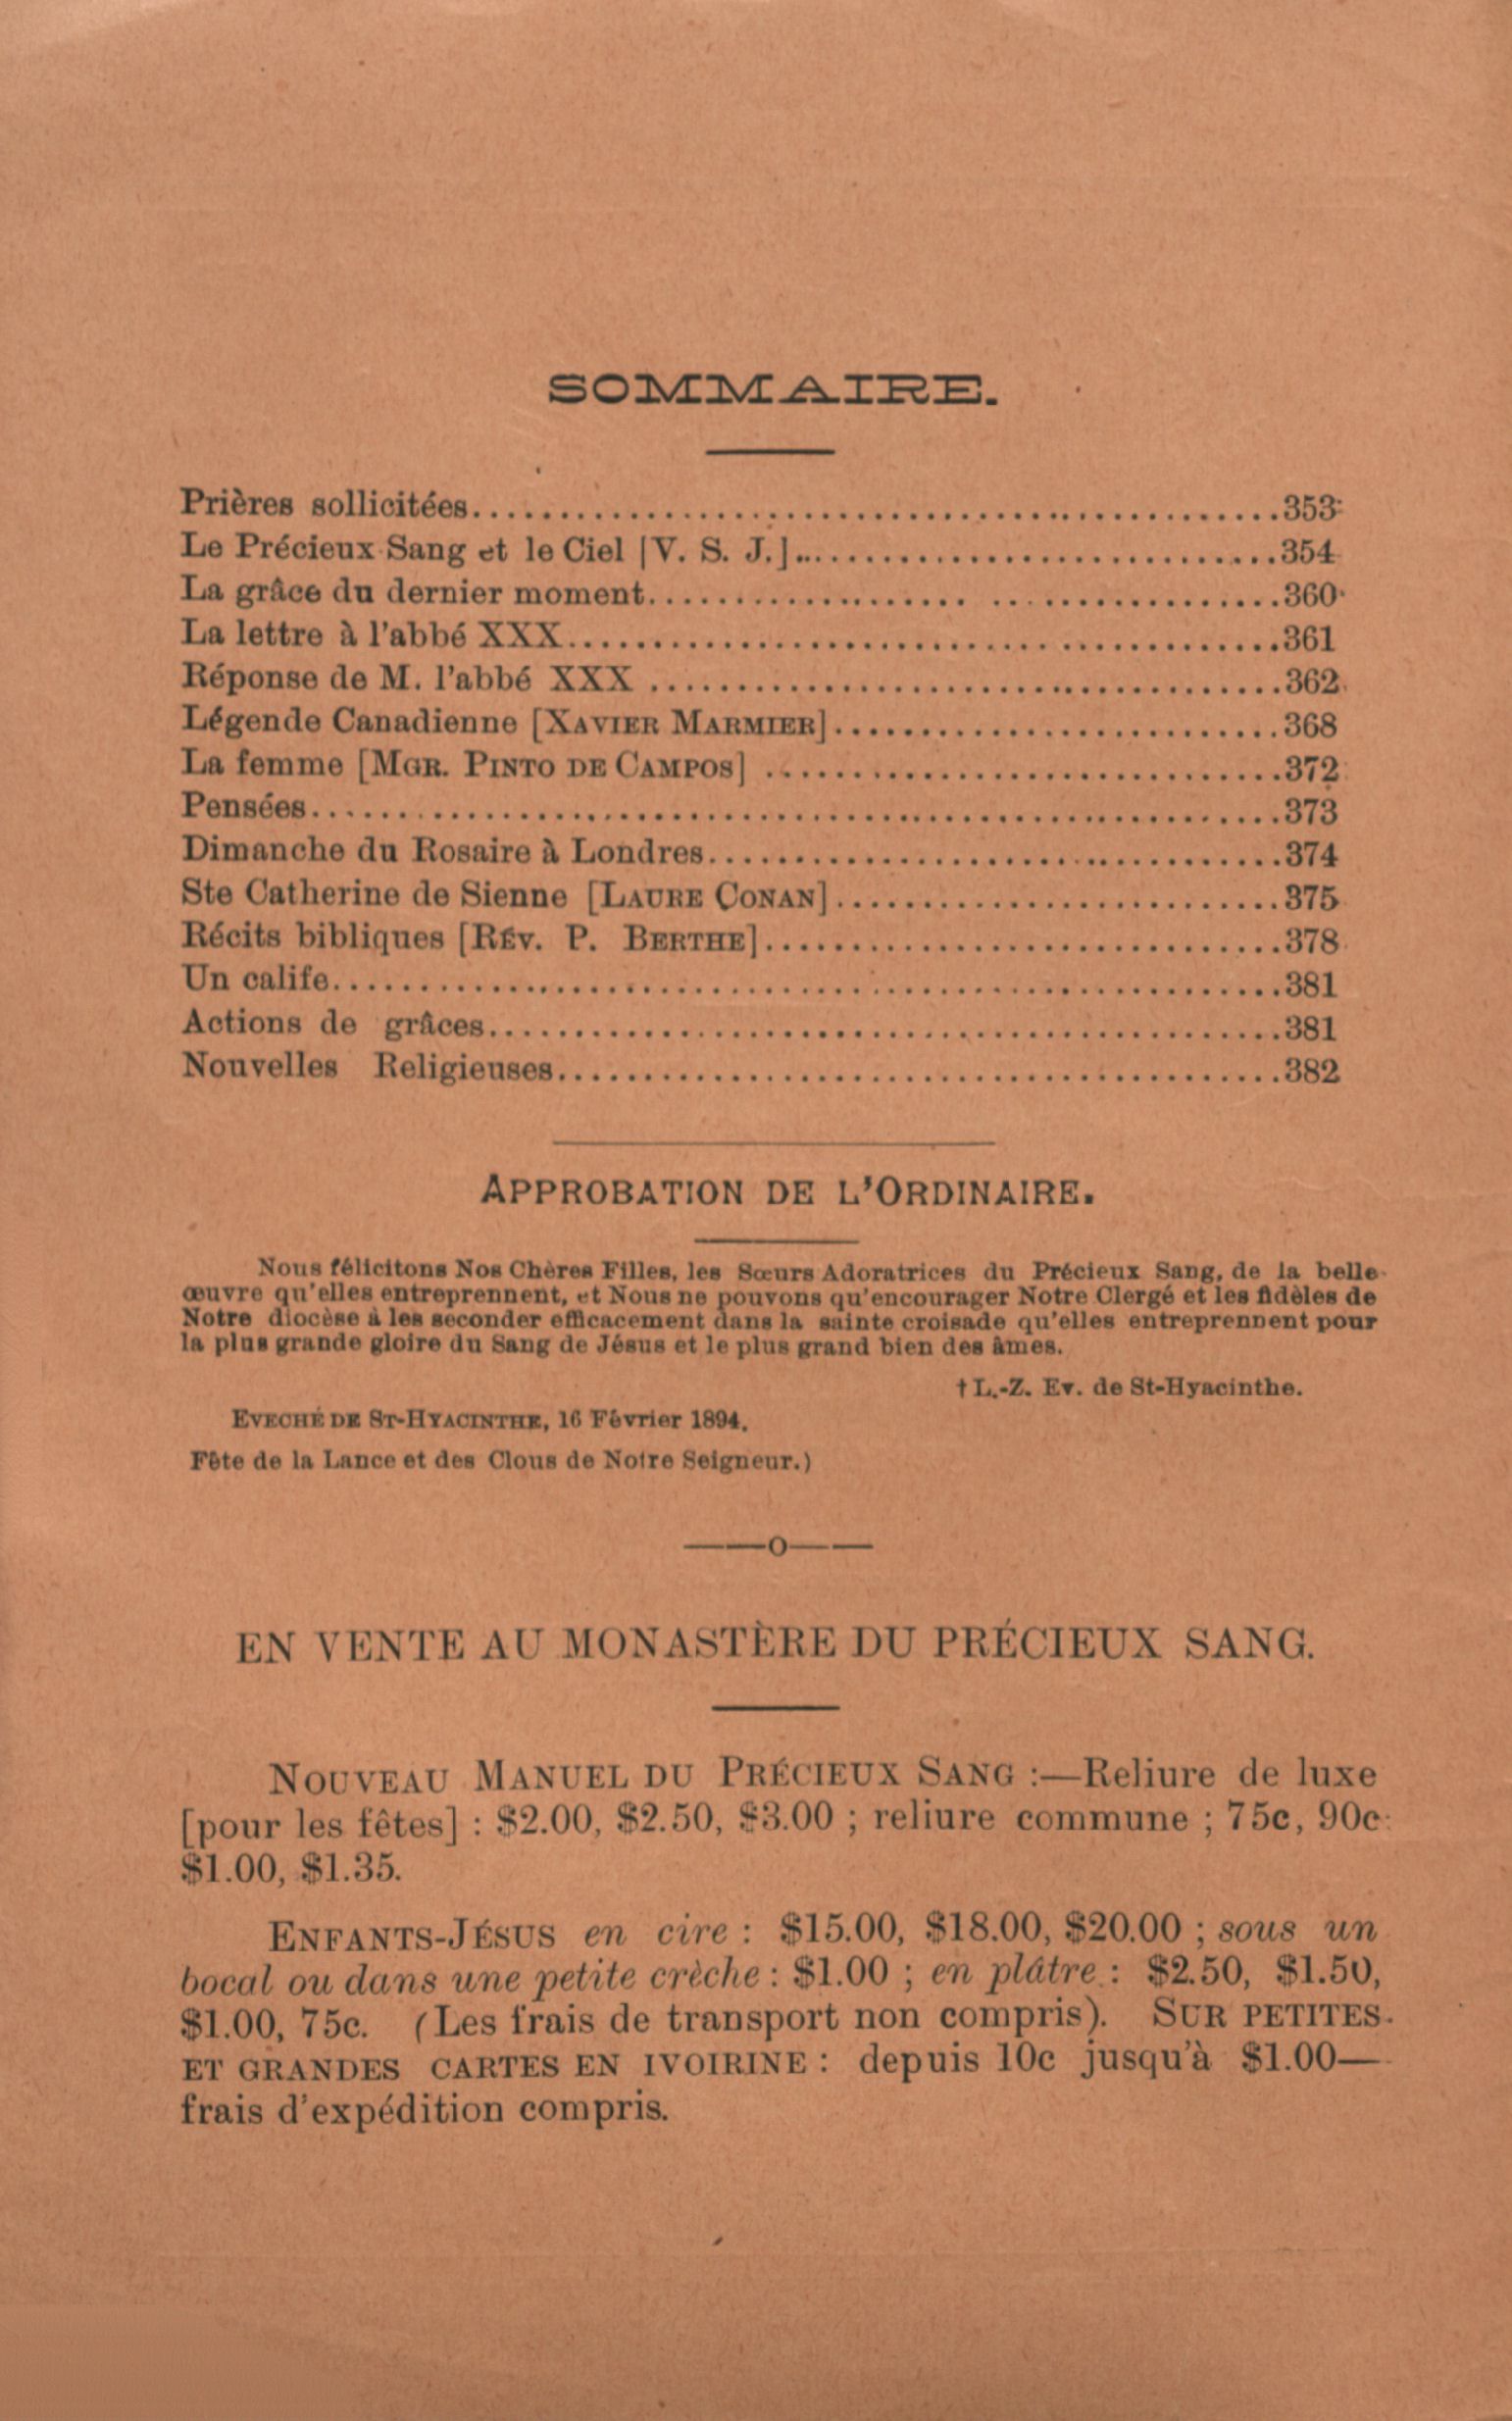 SOMMAIRE.
Prières sollicitées..............................................353
Le Précieux Sang et le Ciel [V. S. J.]..............................354
La grâce du dernier moment..............................360
La lettre à l'abbé XXX..............................361
Réponse de M. l'abbé XXX ..............................362
Légende Canadienne [XAVIER MARMIER]..............................368
La femme [MGR. PINTO DE CAMPOS] ..............................372
Pensées..............................373
Dimanche du Rosaire à Londres..............................374
Ste Catherine de Sienne [LAURE CONAN]..............................375
Récits bibliques [RÉV. P. BERTHE]..............................378
Un calife..............................381
Actions de grâces..............................381
Nouvelles Religieuses..............................382
APPROBATION DE L'ORDINAIRE.
Nous félicitons Nos Chères Filles, les Sœurs Adoratrices du Précieux Sang, de la belle
œuvre qu'elles entreprennent, et Nous ne pouvons qu'encourager Notre Clergé et les fidèles de
Notre diocèse à les seconder efficacement dans la sainte croisade qu'elles entreprennent pour
la plus grande gloire du Sang de Jésus et le plus grand bien des âmes.
† L.-Z. Ev. de St-Hyacinthe.
EVECHÉ DE ST-HYACINTHE, 16 Février 1894.
Fête de la Lance et des Clous de Notre Seigneur.)
——o——
EN VENTE AU MONASTÈRE DU PRÉCIEUX SANG.
NOUVEAU MANUEL DU PRÉCIEUX SANG :—Reliure de luxe
[pour les fêtes] : $2.00, $2.50, $3.00 ; reliure commune ; 75c, 90c
$1.00, $1.35.
ENFANTS-JÉSUS en cire : $15.00, $18.00, $20.00 ; sous un
bocal ou dans une petite crèche : $1.00 ; en plâtre : $2.50, $1.50,
$1.00, 75c. (Les frais de transport non compris). SUR PETITES
ET GRANDES CARTES EN IVOIRINE : depuis 10c jusqu'à $1.00—
frais d'expédition compris.